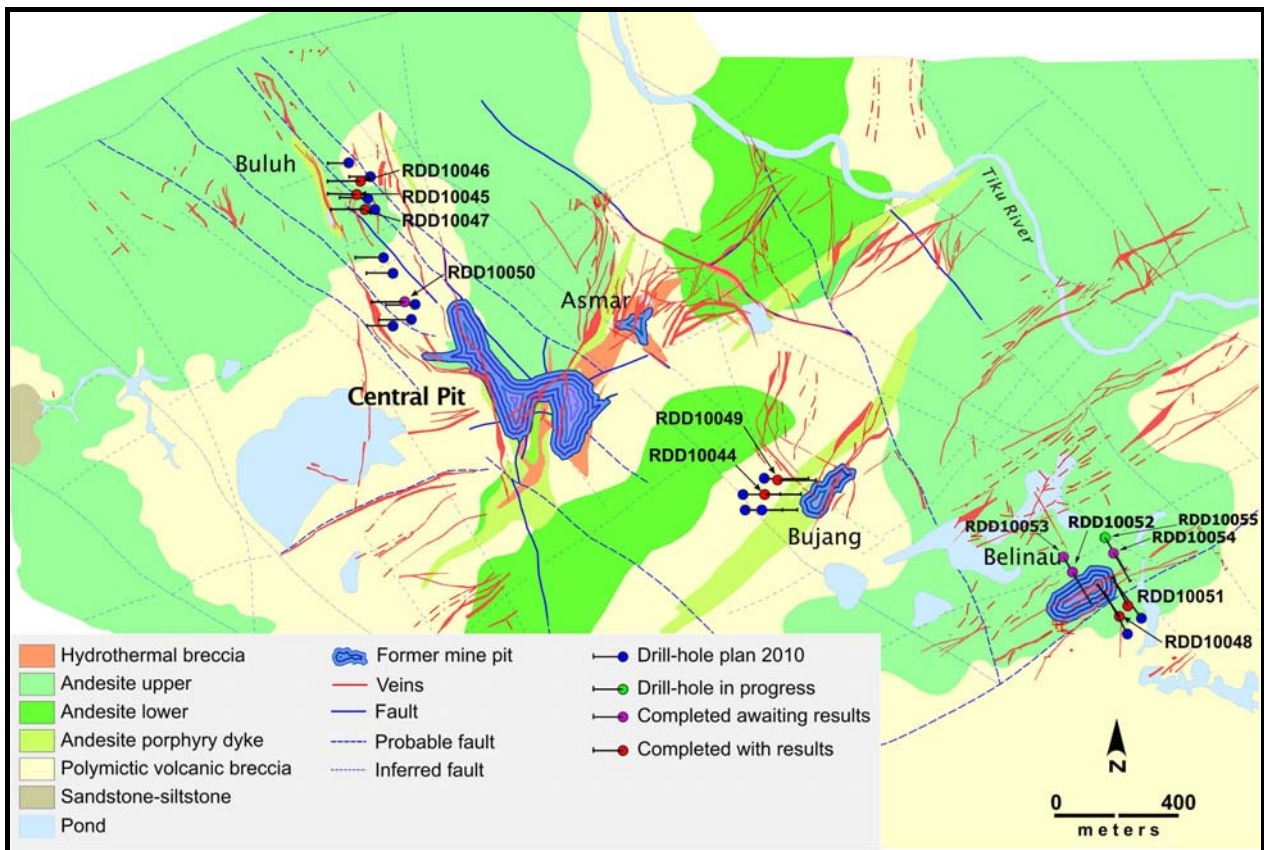 Buluh
RDD10046
RDD10045
RDD10047
RDD10050
Asmar
Tiku River
Central Pit
RDD10049
RDD10044
Bujang
RDD10053
RDD10052
RDD10055
RDD10054
Belinau
RDD10051
RDD10048
Hydrothermal breccia
Andesite upper
Andesite lower
Andesite porphyry dyke
Polymictic volcanic breccia
Sandstone-siltstone
Pond
Former mine pit
Veins
Fault
Probable fault
Inferred fault
Drill-hole plan 2010
Drill-hole in progress
Completed awaiting results
Completed with results
N
0 400
meters